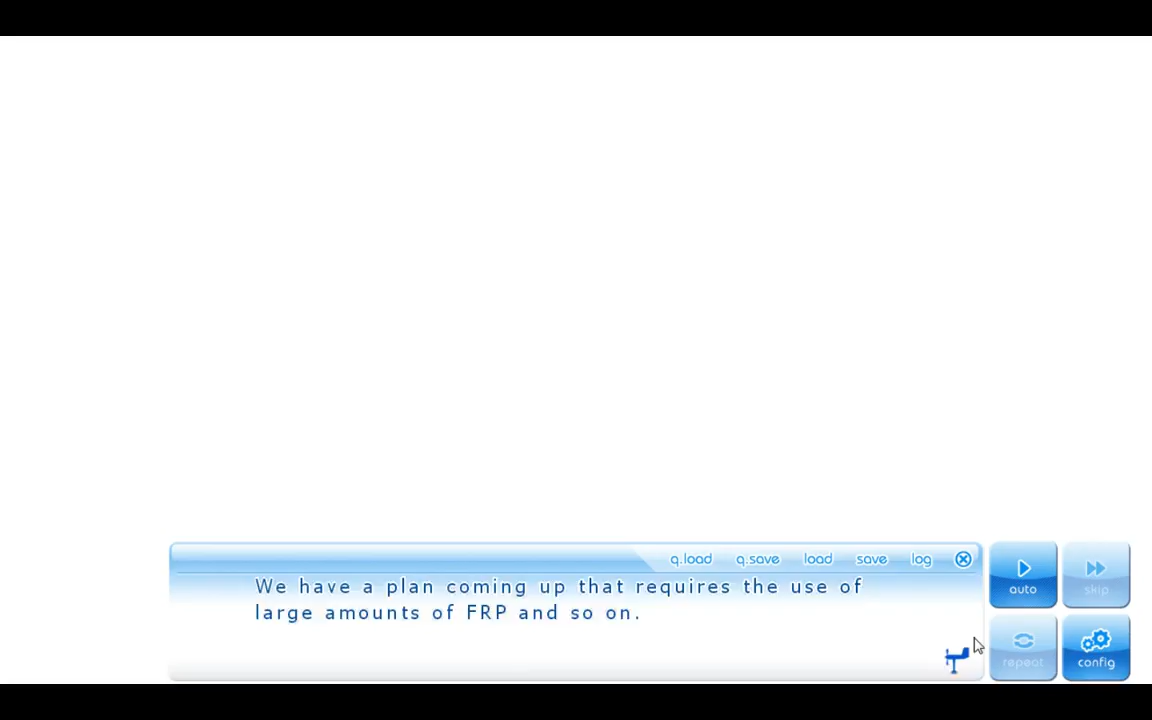 q.load q.save load save log
We have a plan coming up that requires the use of
large amounts of FRP and so on.
auto skip
repeat config